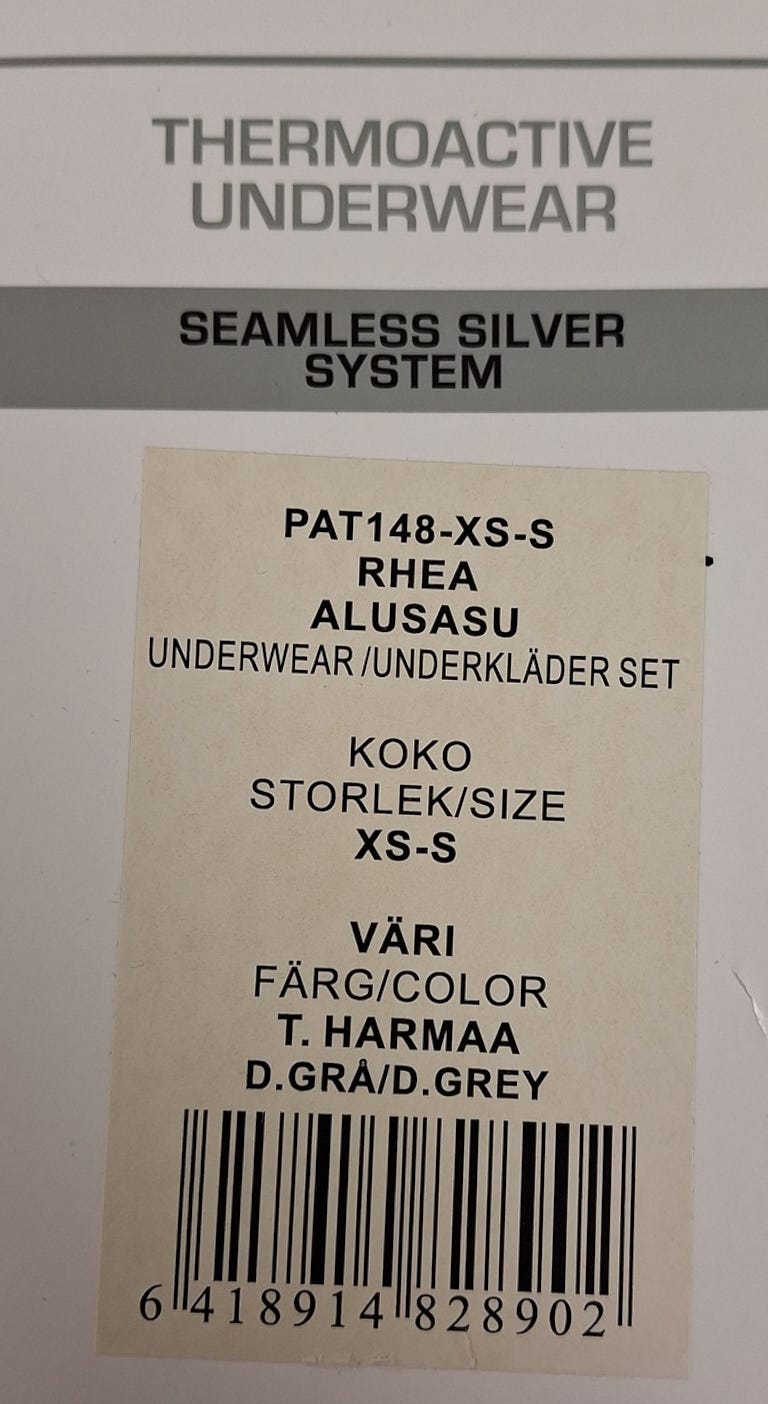 THERMOACTIVE
UNDERWEAR
SEAMLESS SILVER
SYSTEM
PAT148-XS-S
RHEA
ALUSASU
UNDERWEAR /UNDERKLÄDER SET
KOKO
STORLEK/SIZE
XS-S
VÄRI
FÄRG/COLOR
T. HARMAA
D.GRÅ/D.GREY
6 418914 828902